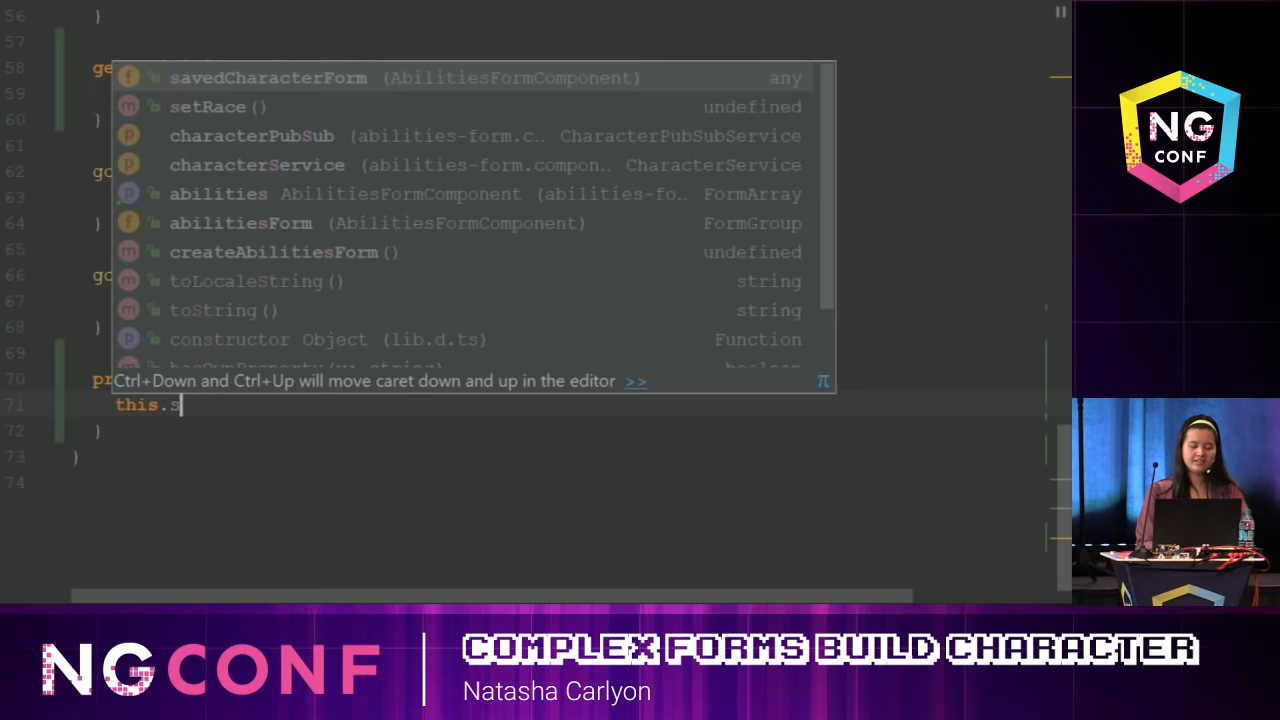 56 }
57
58 ge
59
60 }
61
62 go
63
64 }
65
66 go
67
68 }
69
70 pr
71 this.s
72 }
73 }
74
savedCharacterForm (AbilitiesFormComponent) any
setRace() undefined
characterPubSub (abilities-form.c.. CharacterPubSubService
characterService (abilities-form.compon.. CharacterService
abilities AbilitiesFormComponent (abilities-fo.. FormArray
abilitiesForm (AbilitiesFormComponent) FormGroup
createAbilitiesForm() undefined
toLocaleString() string
toString() string
constructor Object (lib.d.ts) Function
Ctrl+Down and Ctrl+Up will move caret down and up in the editor >> π
NG
CONF
NGCONF
COMPLEX FORMS BUILD CHARACTER
Natasha Carlyon